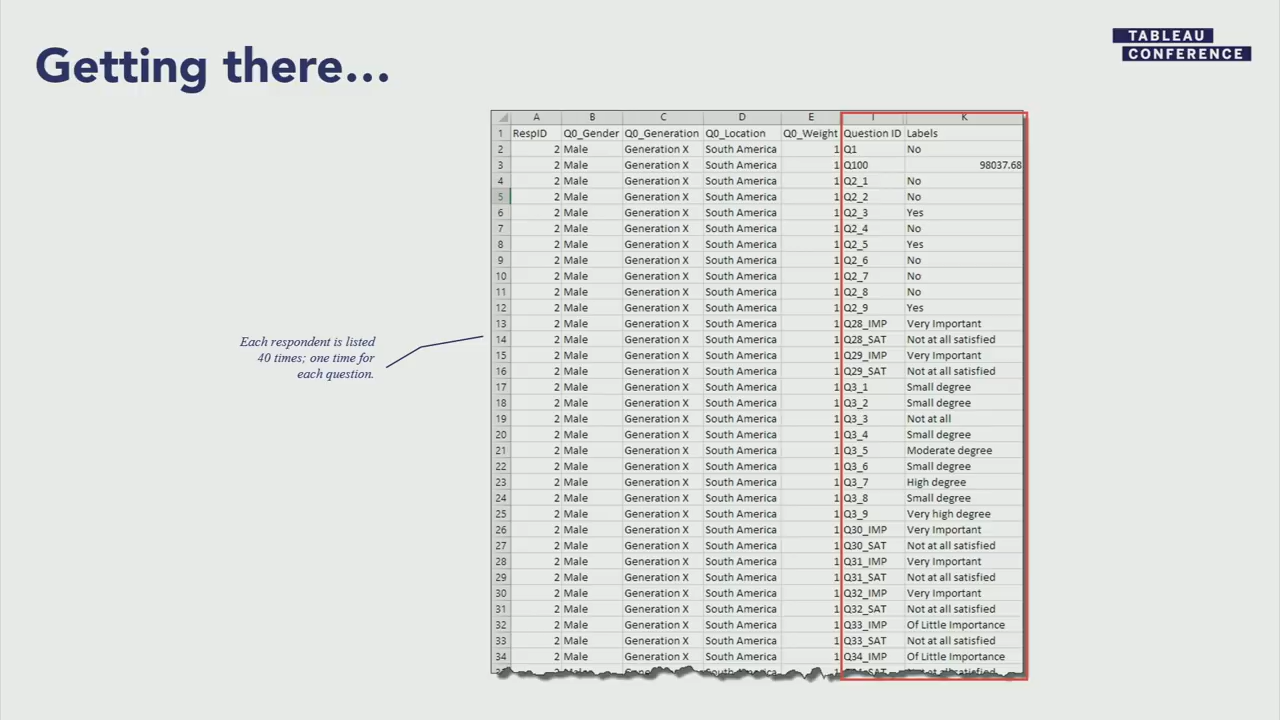 Getting there...
TABLEAU
CONFERENCE
Each respondent is listed
40 times; one time for
each question.
A B C D E I K
1 RespID Q0_Gender Q0_Generation Q0_Location Q0_Weight Question ID Labels
2 2 Male Generation X South America 1 Q1 No
3 2 Male Generation X South America 1 Q100 98037.68
4 2 Male Generation X South America 1 Q2_1 No
5 2 Male Generation X South America 1 Q2_2 No
6 2 Male Generation X South America 1 Q2_3 Yes
7 2 Male Generation X South America 1 Q2_4 No
8 2 Male Generation X South America 1 Q2_5 Yes
9 2 Male Generation X South America 1 Q2_6 No
10 2 Male Generation X South America 1 Q2_7 No
11 2 Male Generation X South America 1 Q2_8 No
12 2 Male Generation X South America 1 Q2_9 Yes
13 2 Male Generation X South America 1 Q28_IMP Very Important
14 2 Male Generation X South America 1 Q28_SAT Not at all satisfied
15 2 Male Generation X South America 1 Q29_IMP Very Important
16 2 Male Generation X South America 1 Q29_SAT Not at all satisfied
17 2 Male Generation X South America 1 Q3_1 Small degree
18 2 Male Generation X South America 1 Q3_2 Small degree
19 2 Male Generation X South America 1 Q3_3 Not at all
20 2 Male Generation X South America 1 Q3_4 Small degree
21 2 Male Generation X South America 1 Q3_5 Moderate degree
22 2 Male Generation X South America 1 Q3_6 Small degree
23 2 Male Generation X South America 1 Q3_7 High degree
24 2 Male Generation X South America 1 Q3_8 Small degree
25 2 Male Generation X South America 1 Q3_9 Very high degree
26 2 Male Generation X South America 1 Q30_IMP Very Important
27 2 Male Generation X South America 1 Q30_SAT Not at all satisfied
28 2 Male Generation X South America 1 Q31_IMP Very Important
29 2 Male Generation X South America 1 Q31_SAT Not at all satisfied
30 2 Male Generation X South America 1 Q32_IMP Very Important
31 2 Male Generation X South America 1 Q32_SAT Not at all satisfied
32 2 Male Generation X South America 1 Q33_IMP Of Little Importance
33 2 Male Generation X South America 1 Q33_SAT Not at all satisfied
34 2 Male Generation X South America 1 Q34_IMP Of Little Importance